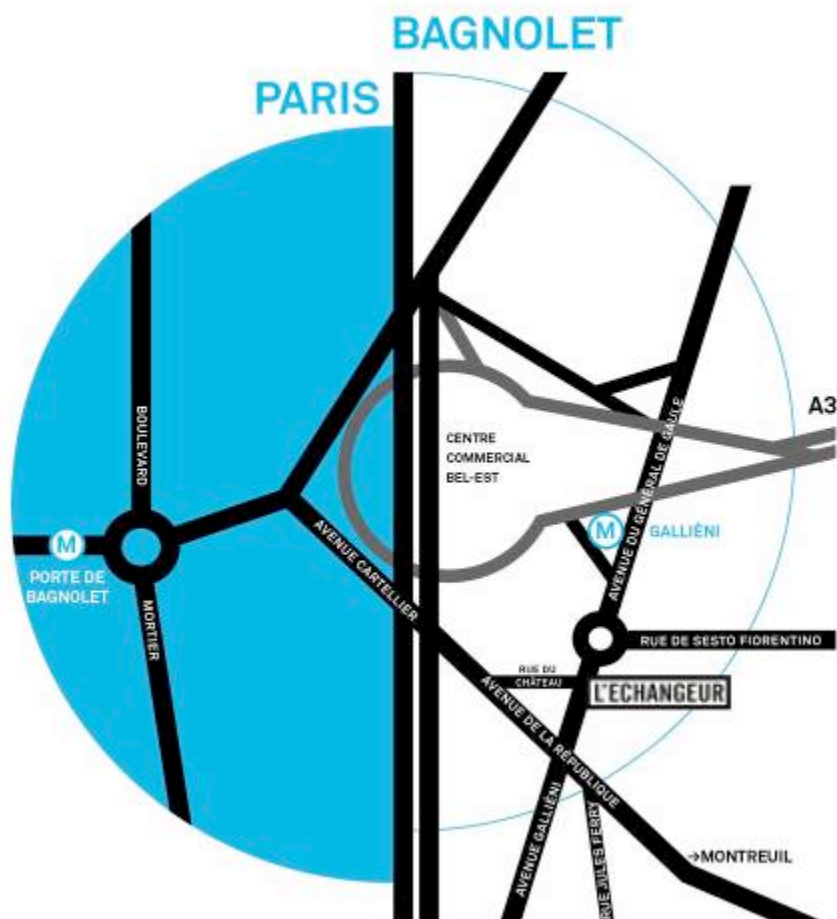 BAGNOLET
PARIS
A3
BOULEVARD
CENTRE
COMMERCIAL
BEL-EST
AVENUE DU GÉNÉRAL DE GAULE
M
GALLIÉNI
M
PORTE DE
BAGNOLET
AVENUE CARTELLIER
MORTIER
RUE DE SESTO FIORENTINO
RUE DU
CHÂTEAU
L'ECHANGEUR
AVENUE DE LA RÉPUBLIQUE
AVENUE GALLIÉNI
RUE JULES FERRY
→MONTREUIL